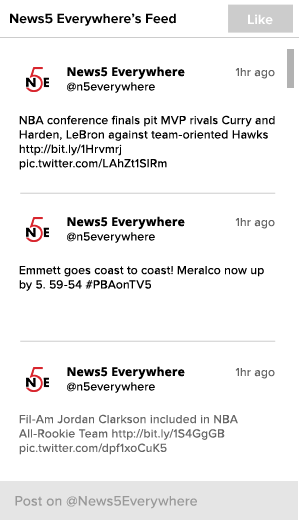 News5 Everywhere's Feed
Like
N5E
News5 Everywhere
1hr ago
@n5everywhere
NBA conference finals pit MVP rivals Curry and
Harden, LeBron against team-oriented Hawks
http://bit.ly/1Hrvmrj
pic.twitter.com/LAhZt1SlRm
N5E
News5 Everywhere
1hr ago
@n5everywhere
Emmett goes coast to coast! Meralco now up
by 5. 59-54 #PBAonTV5
N5E
News5 Everywhere
1hr ago
@n5everywhere
Fil-Am Jordan Clarkson included in NBA
All-Rookie Team http://bit.ly/1S4GgGB
pic.twitter.com/dpf1xoCuK5
Post on @News5Everywhere